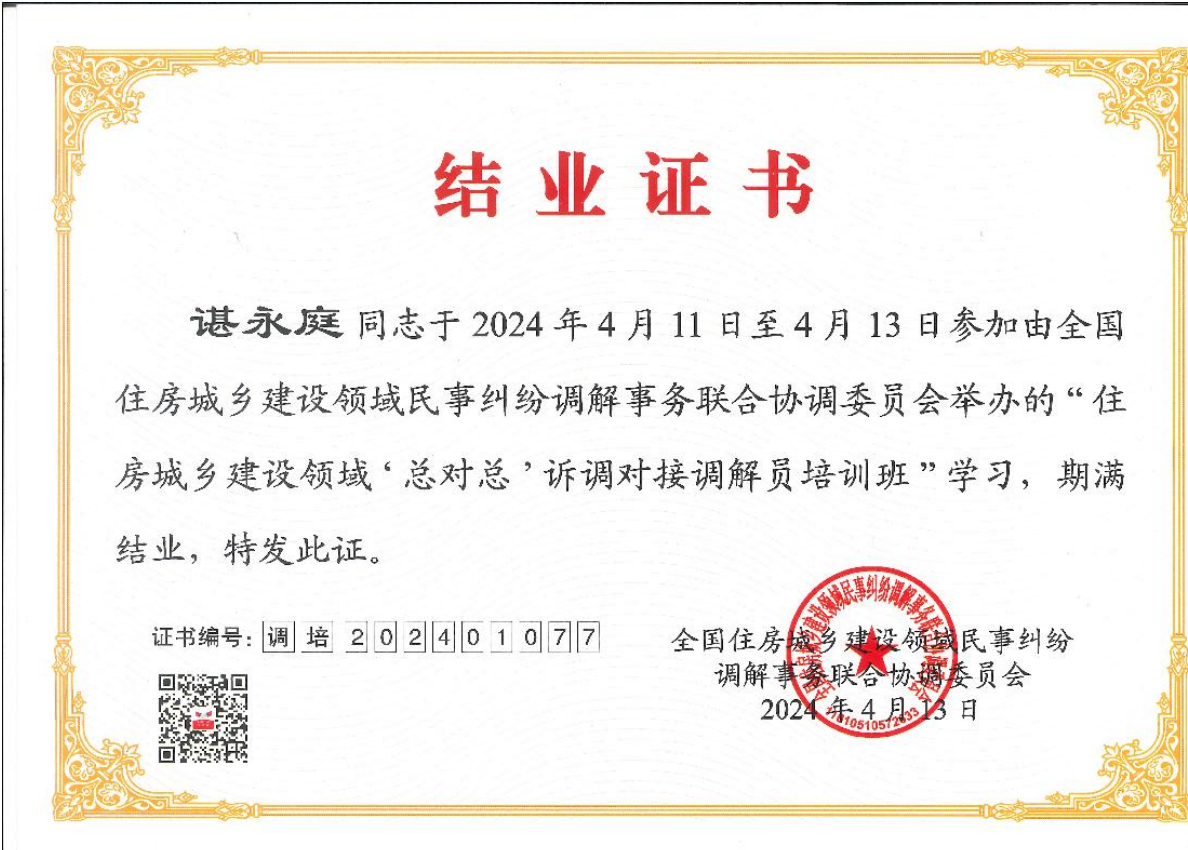 结业证书
谌永庭同志于2024年4月11日至4月13日参加由全国
住房城乡建设领域民事纠纷调解事务联合协调委员会举办的“住
房城乡建设领域‘总对总’诉调对接调解员培训班”学习，期满
结业，特发此证。
证书编号：调培202401077
全国住房城乡建设领域民事纠纷
调解事务联合协调委员会
2024年4月13日